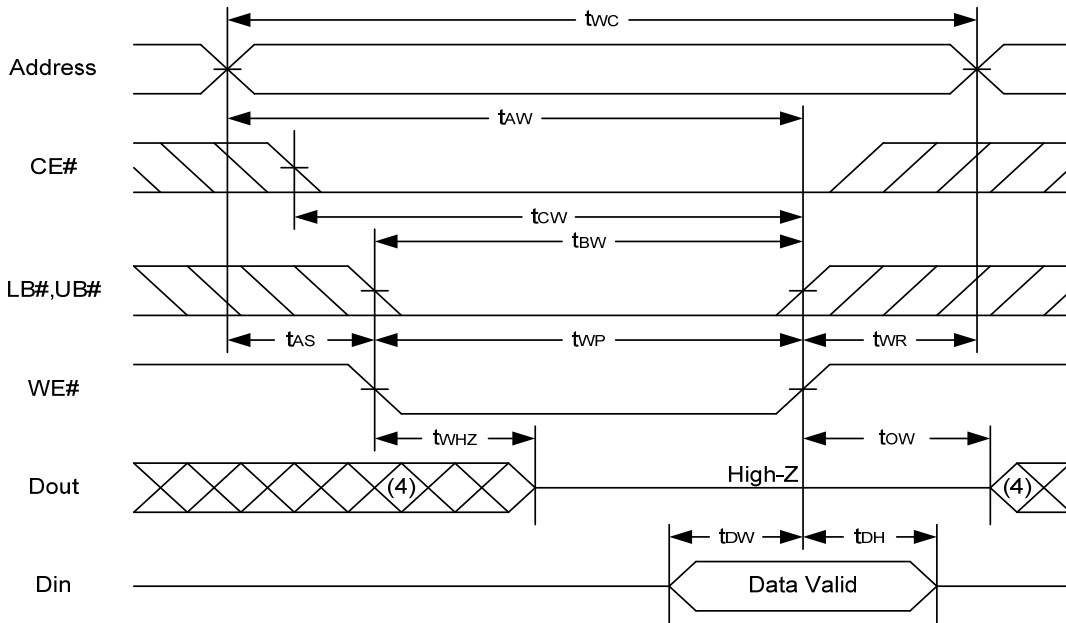 tWC
Address
tAW
CE#
tCW
tBW
LB#,UB#
tAS
tWP
tWR
WE#
tWHZ
tOW
Dout
(4)
High-Z
(4)
tDW
tDH
Din
Data Valid